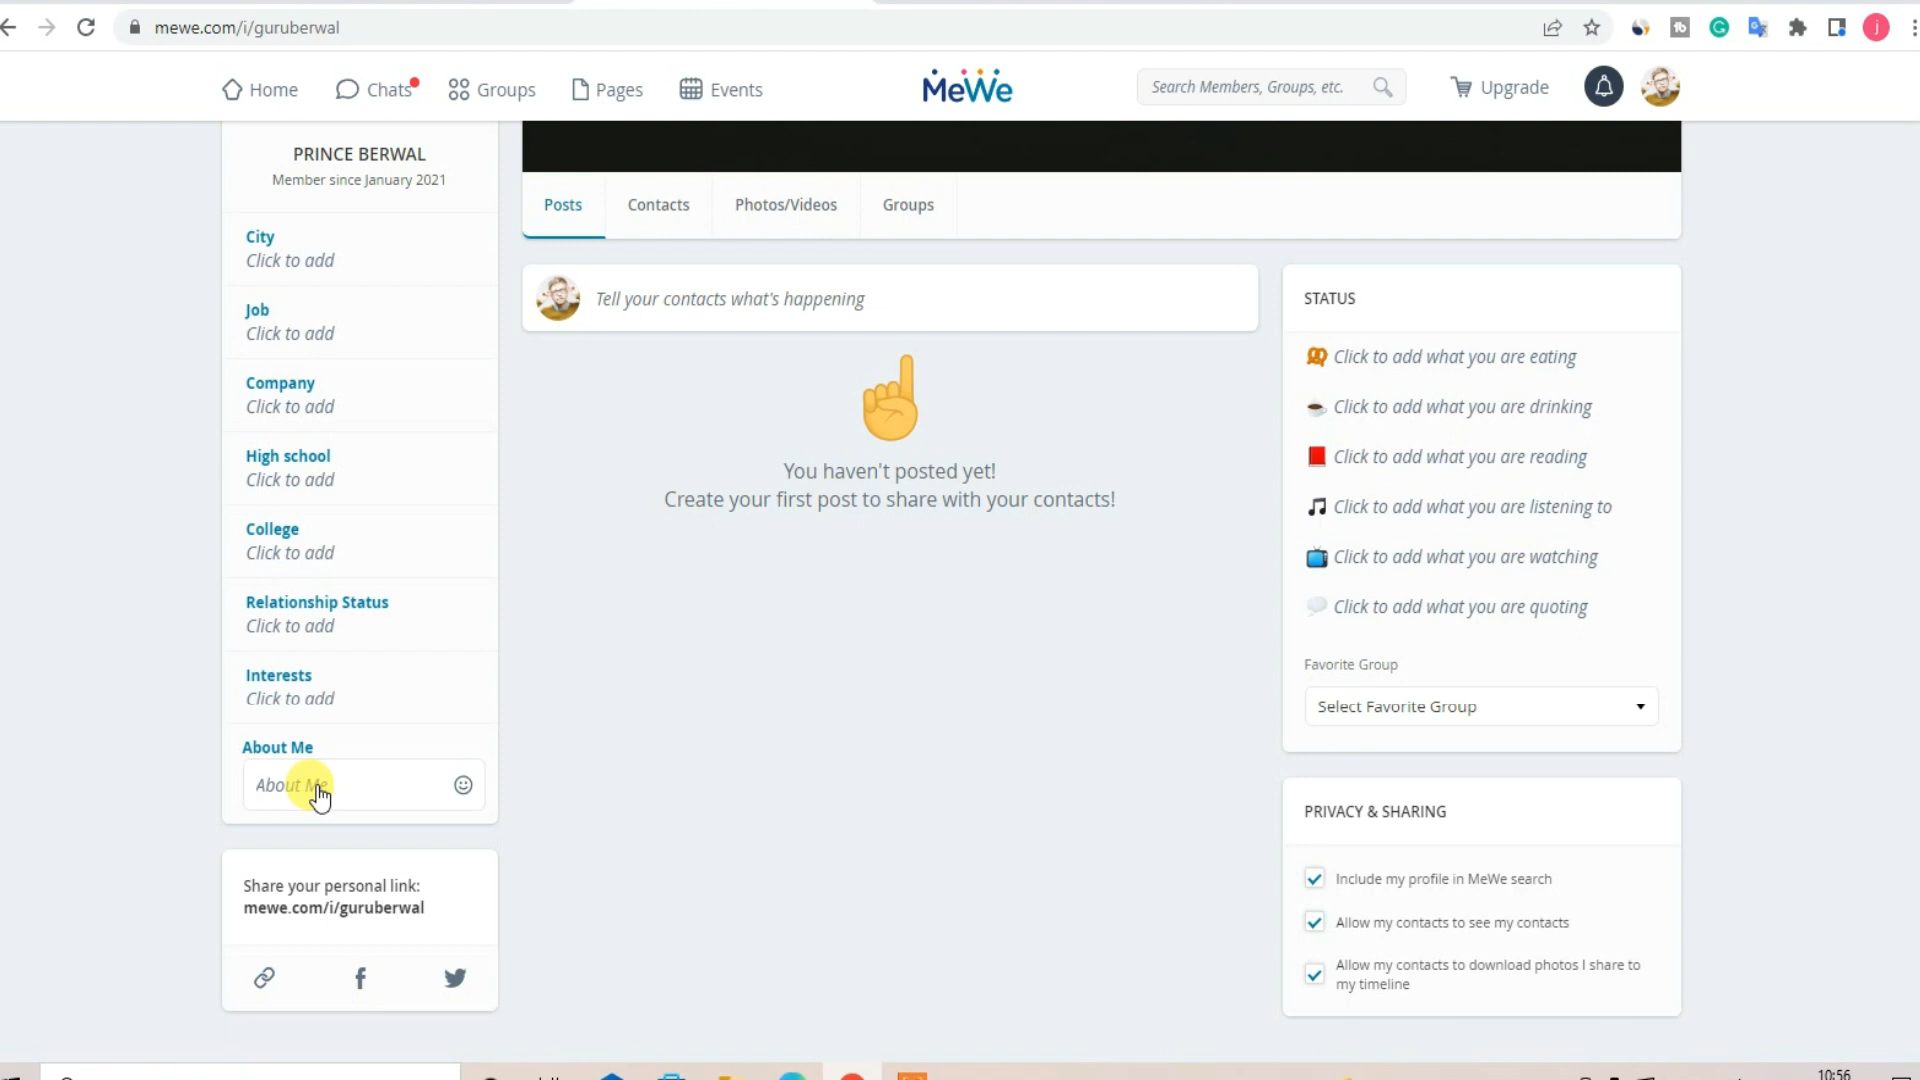 mewe.com/i/guruberwal
j
Home
Chats
Groups
Pages
Events
MeWe
Search Members, Groups, etc.
Upgrade
PRINCE BERWAL
Member since January 2021
City
Click to add
Job
Click to add
Company
Click to add
High school
Click to add
College
Click to add
Relationship Status
Click to add
Interests
Click to add
About Me
About Me
Share your personal link:
mewe.com/i/guruberwal
Posts
Contacts
Photos/Videos
Groups
Tell your contacts what's happening
You haven't posted yet!
Create your first post to share with your contacts!
STATUS
Click to add what you are eating
Click to add what you are drinking
Click to add what you are reading
Click to add what you are listening to
Click to add what you are watching
Click to add what you are quoting
Favorite Group
Select Favorite Group
PRIVACY & SHARING
Include my profile in MeWe search
Allow my contacts to see my contacts
Allow my contacts to download photos I share to
my timeline
10:56